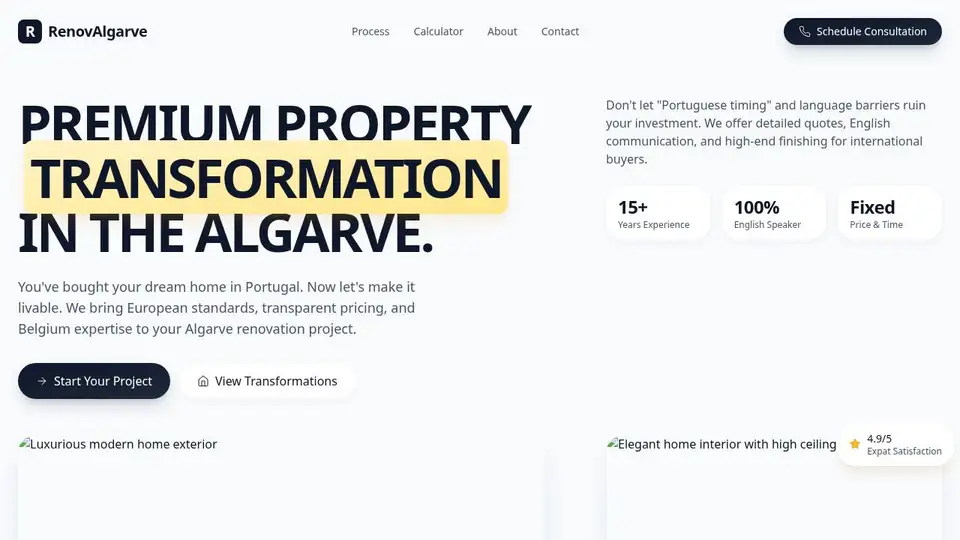 R RenovAlgarve
Process
Calculator
About
Contact
Schedule Consultation
PREMIUM PROPERTY
TRANSFORMATION
IN THE ALGARVE.
You've bought your dream home in Portugal. Now let's make it
livable. We bring European standards, transparent pricing, and
Belgium expertise to your Algarve renovation project.
Start Your Project
View Transformations
Don't let "Portuguese timing" and language barriers ruin
your investment. We offer detailed quotes, English
communication, and high-end finishing for international
buyers.
15+
Years Experience
100%
English Speaker
Fixed
Price & Time
Luxurious modern home exterior
Elegant home interior with high ceiling
4.9/5
Expat Satisfaction